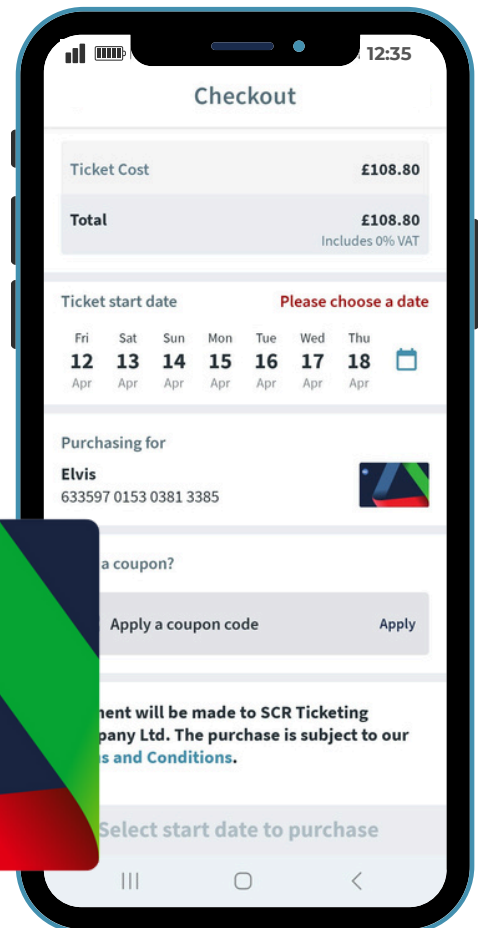 12:35
Checkout
Ticket Cost £108.80
Total £108.80
Includes 0% VAT
Ticket start date Please choose a date
Fri Sat Sun Mon Tue Wed Thu
12 13 14 15 16 17 18
Apr Apr Apr Apr Apr Apr Apr
Purchasing for
Elvis
633597 0153 0381 3385
a coupon?
Apply a coupon code Apply
will be made to SCR Ticketing
Ltd. The purchase is subject to our
and Conditions.
Select start date to purchase